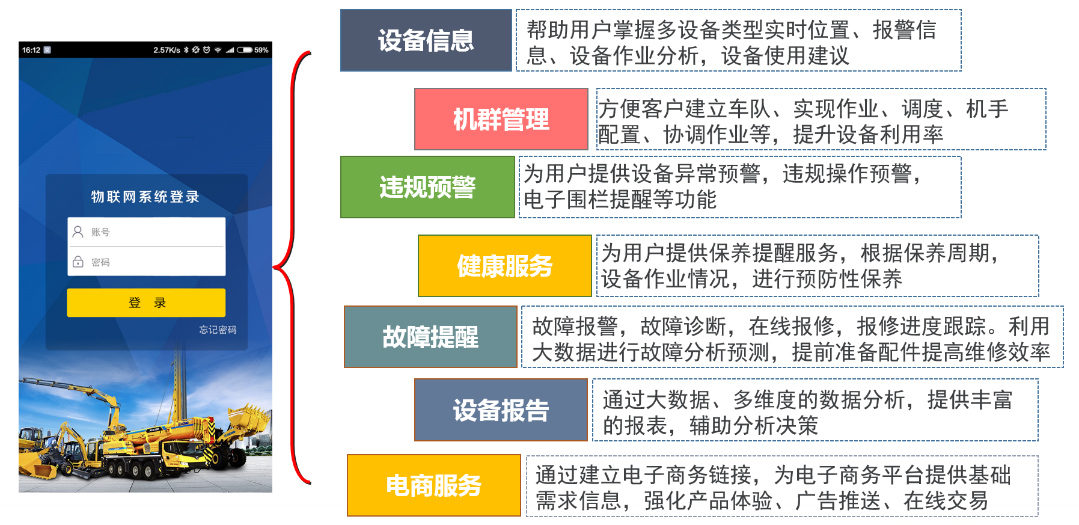 16:12
2.57K/s
59%
物联网系统登录
账号
密码
登 录
忘记密码
设备信息
帮助用户掌握多设备类型实时位置、报警信
息、设备作业分析，设备使用建议
机群管理
方便客户建立车队、实现作业、调度、机手
配置、协调作业等，提升设备利用率
违规预警
为用户提供设备异常预警，违规操作预警，
电子围栏提醒等功能
健康服务
为用户提供保养提醒服务，根据保养周期，
设备作业情况，进行预防性保养
故障提醒
故障报警，故障诊断，在线报修，报修进度跟踪。利用
大数据进行故障分析预测，提前准备配件提高维修效率
设备报告
通过大数据、多维度的数据分析，提供丰富
的报表，辅助分析决策
电商服务
通过建立电子商务链接，为电子商务平台提供基础
需求信息，强化产品体验、广告推送、在线交易